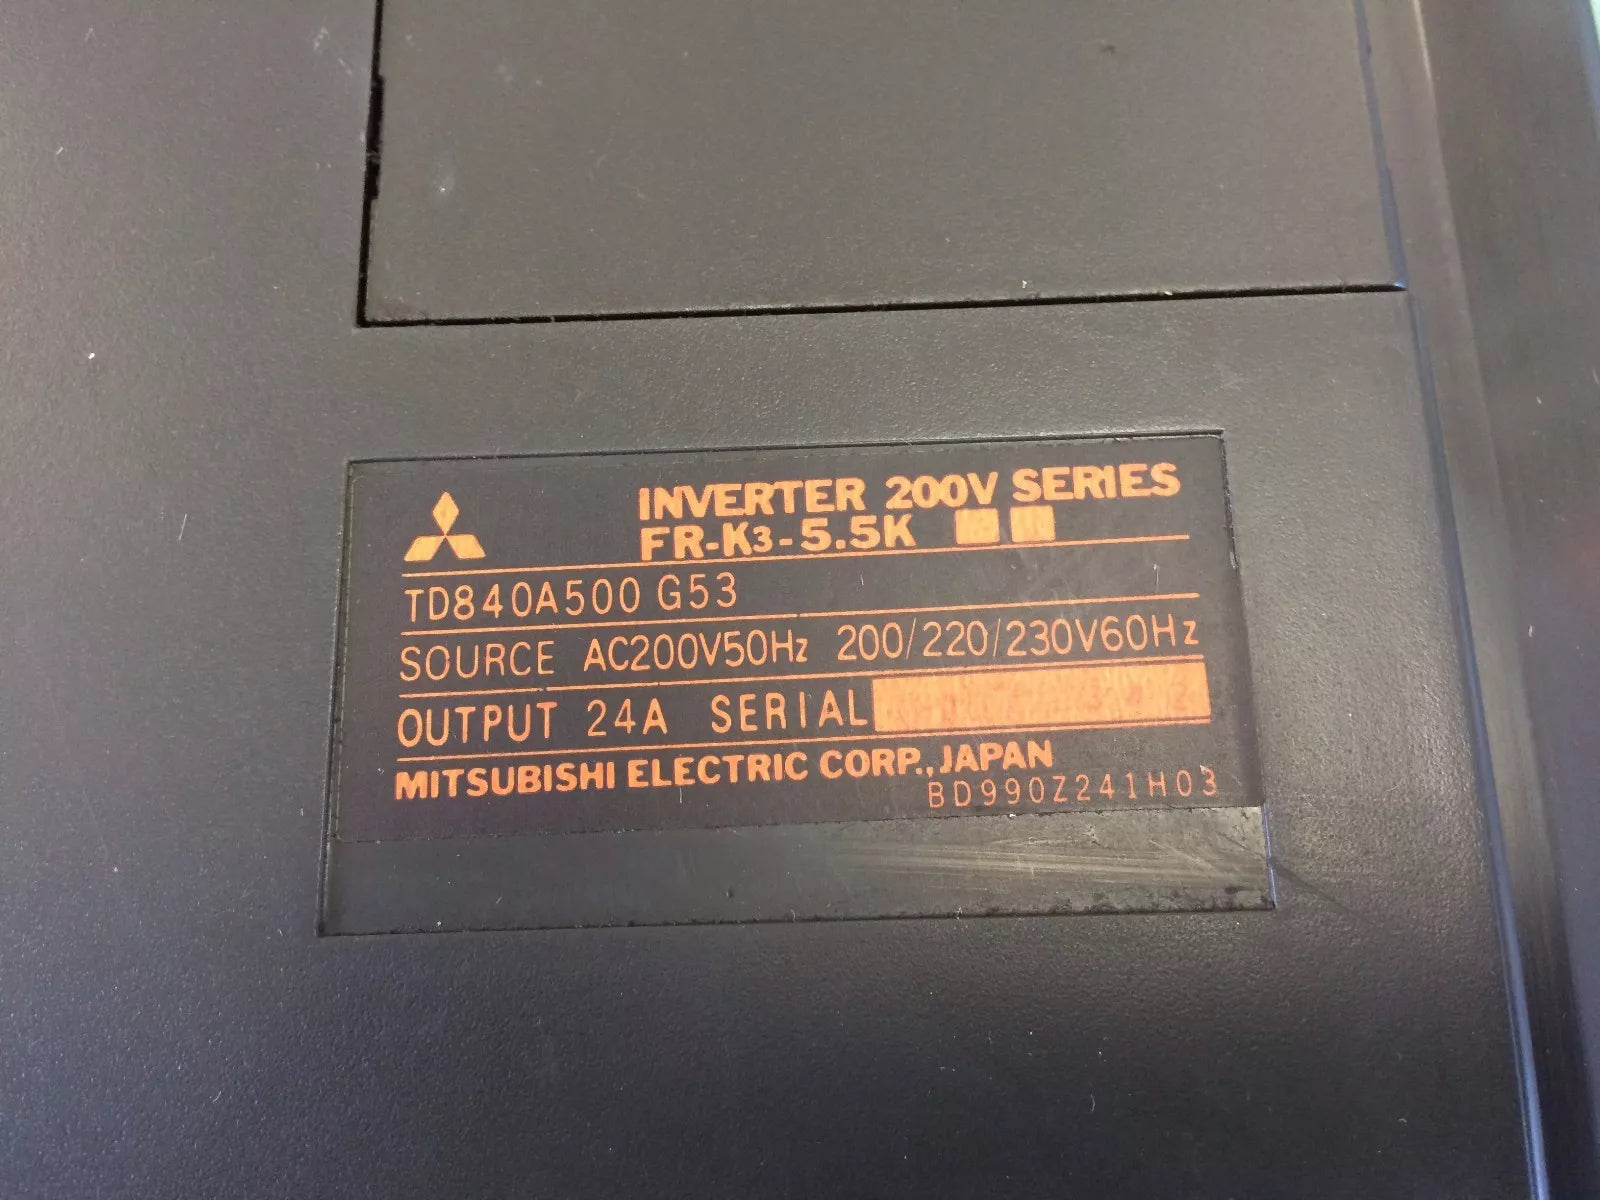 INVERTER 200V SERIES
FR-K3-5.5K
TD840A500 G53
SOURCE AC200V50Hz 200/220/230V60Hz
OUTPUT 24A SERIAL
MITSUBISHI ELECTRIC CORP., JAPAN
BD990Z241H03